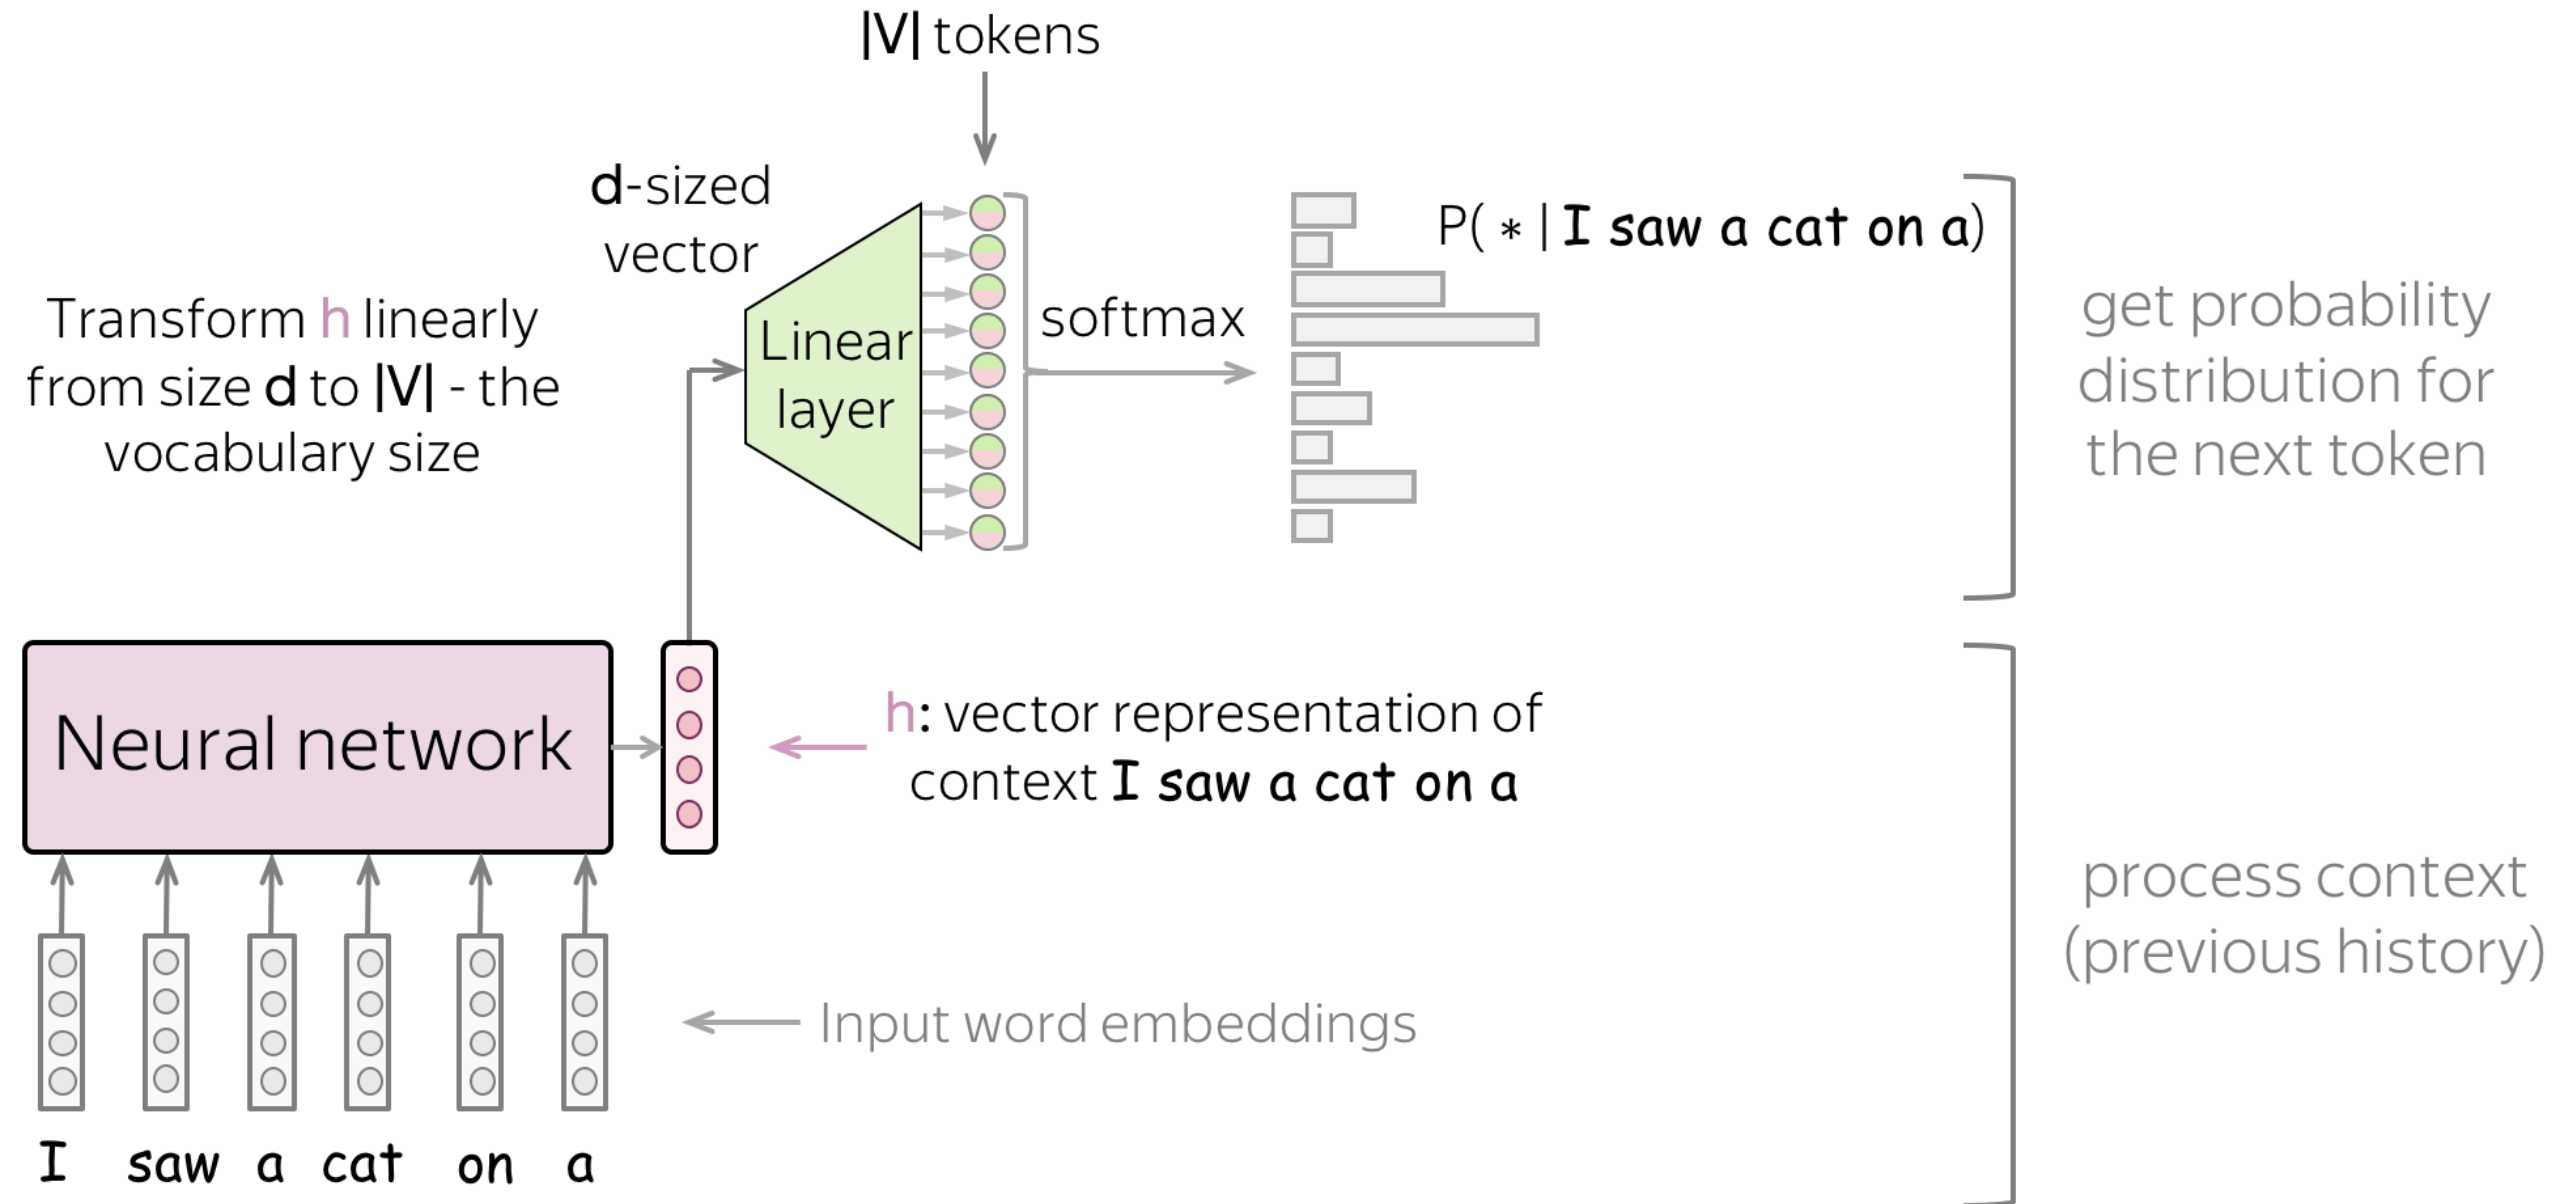 |V| tokens
d-sized
vector
Transform h linearly
from size d to |V| - the
vocabulary size
Linear
layer
softmax
P( * | I saw a cat on a)
get probability
distribution for
the next token
Neural network
h: vector representation of
context I saw a cat on a
process context
(previous history)
Input word embeddings
I saw a cat on a